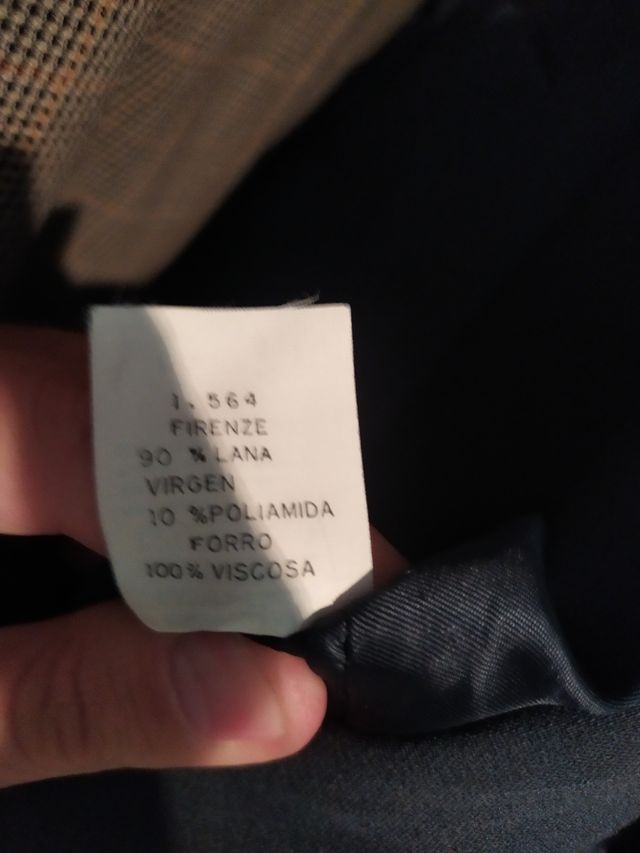 1.564
FIRENZE
90 % LANA
VIRGEN
10 %POLIAMIDA
FORRO
100% VISCOSA